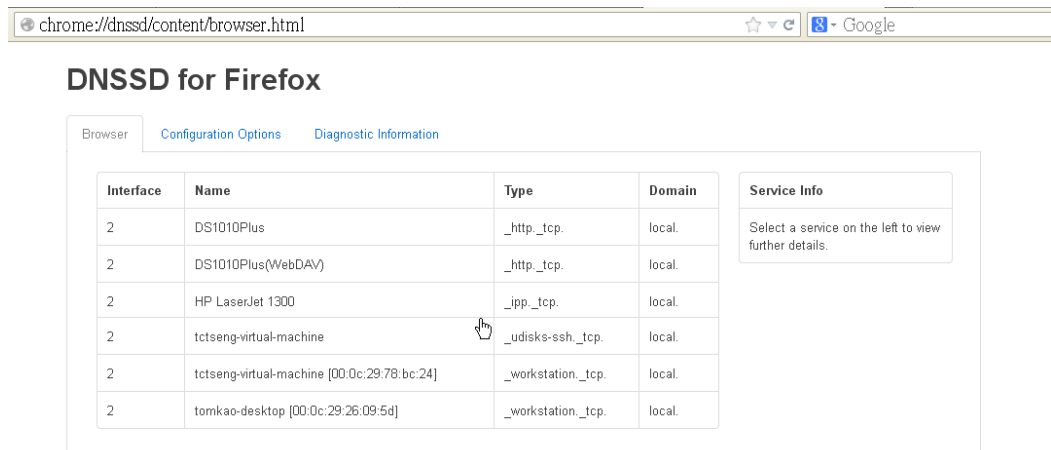 chrome://dnssd/content/browser.html
Google
DNSSD for Firefox
Browser Configuration Options Diagnostic Information
Interface Name Type Domain
2 DS1010Plus _http._tcp. local.
2 DS1010Plus(WebDAV) _http._tcp. local.
2 HP LaserJet 1300 _ipp._tcp. local.
2 tctseng-virtual-machine _udisks-ssh._tcp. local.
2 tctseng-virtual-machine [00:0c:29:78:bc:24] _workstation._tcp. local.
2 tomkao-desktop [00:0c:29:26:09:5d] _workstation._tcp. local.
Service Info
Select a service on the left to view
further details.